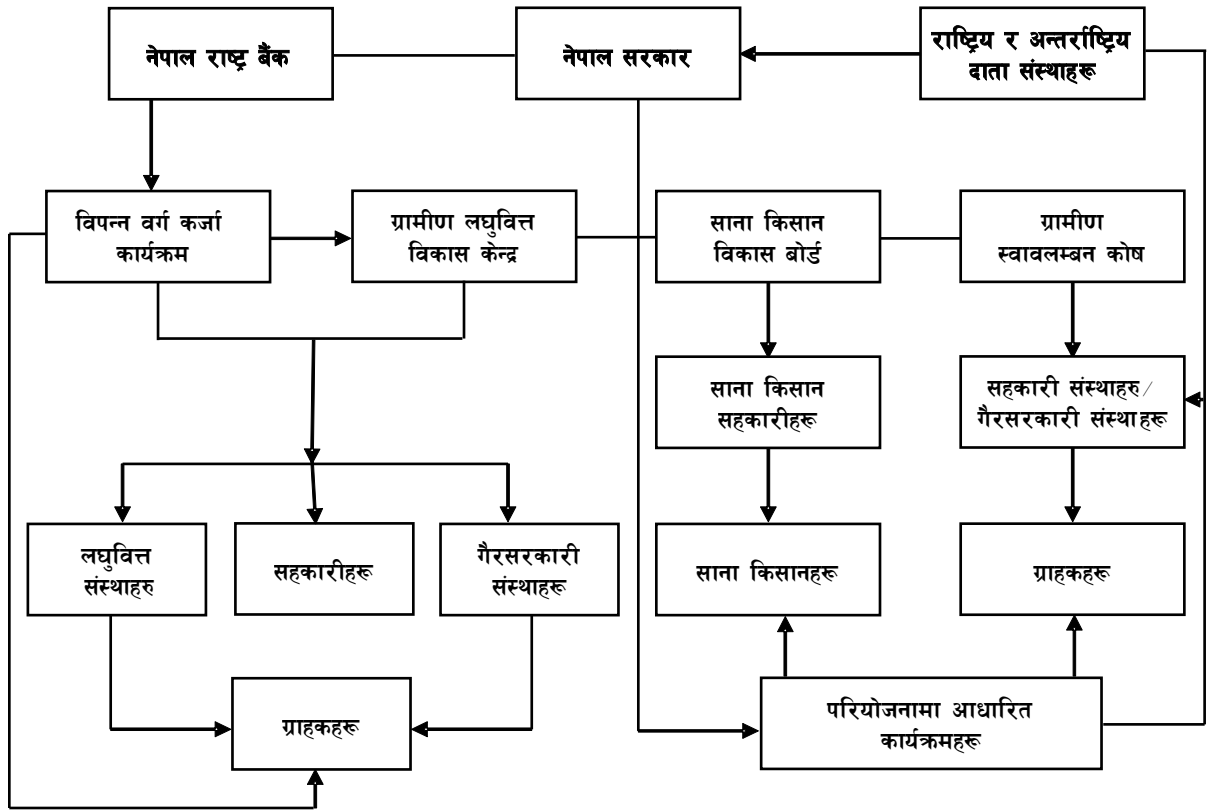 नेपाल राष्ट्र बैंक
नेपाल सरकार
राष्ट्रिय र अन्तर्राष्ट्रिय
दाता संस्थाहरू
विपन्न वर्ग कर्जा
कार्यक्रम
ग्रामीण लघुवित्त
विकास केन्द्र
साना किसान
विकास बोर्ड
ग्रामीण
स्वावलम्बन कोष
साना किसान
सहकारीहरू
सहकारी संस्थाहरु/
गैरसरकारी संस्थाहरू
लघुवित्त
संस्थाहरु
सहकारीहरू
गैरसरकारी
संस्थाहरू
साना किसानहरू
ग्राहकहरू
ग्राहकहरू
परियोजनामा आधारित
कार्यक्रमहरू